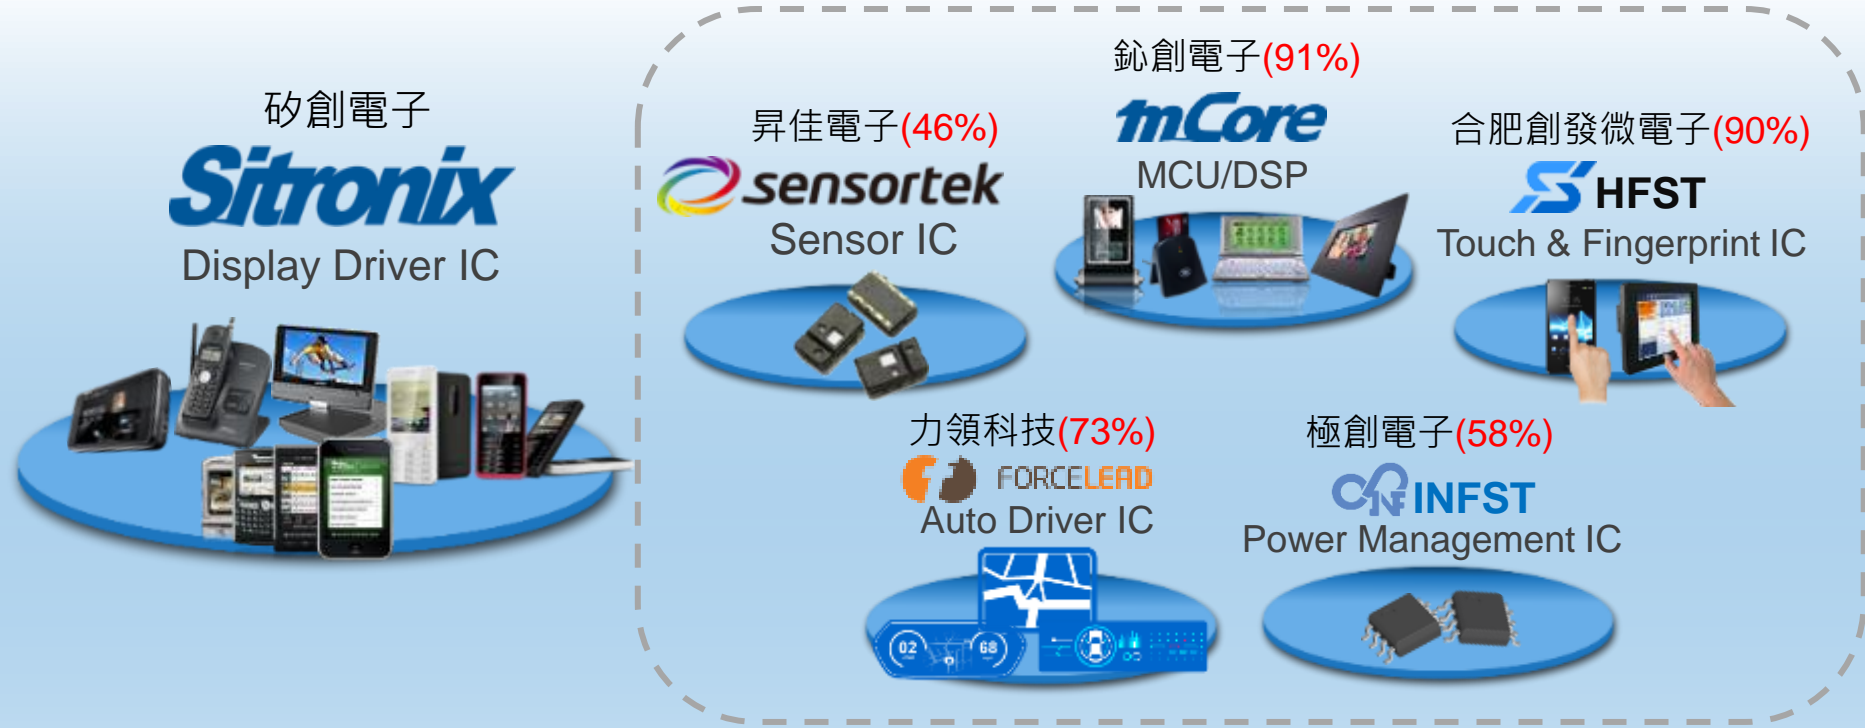 矽創電子
Sitronix
Display Driver IC
昇佳電子(46%)
sensortek
Sensor IC
鈊創電子(91%)
mCore
MCU/DSP
合肥創發微電子(90%)
HFST
Touch & Fingerprint IC
力領科技(73%)
FORCELEAD
Auto Driver IC
02
68
極創電子(58%)
INFST
Power Management IC